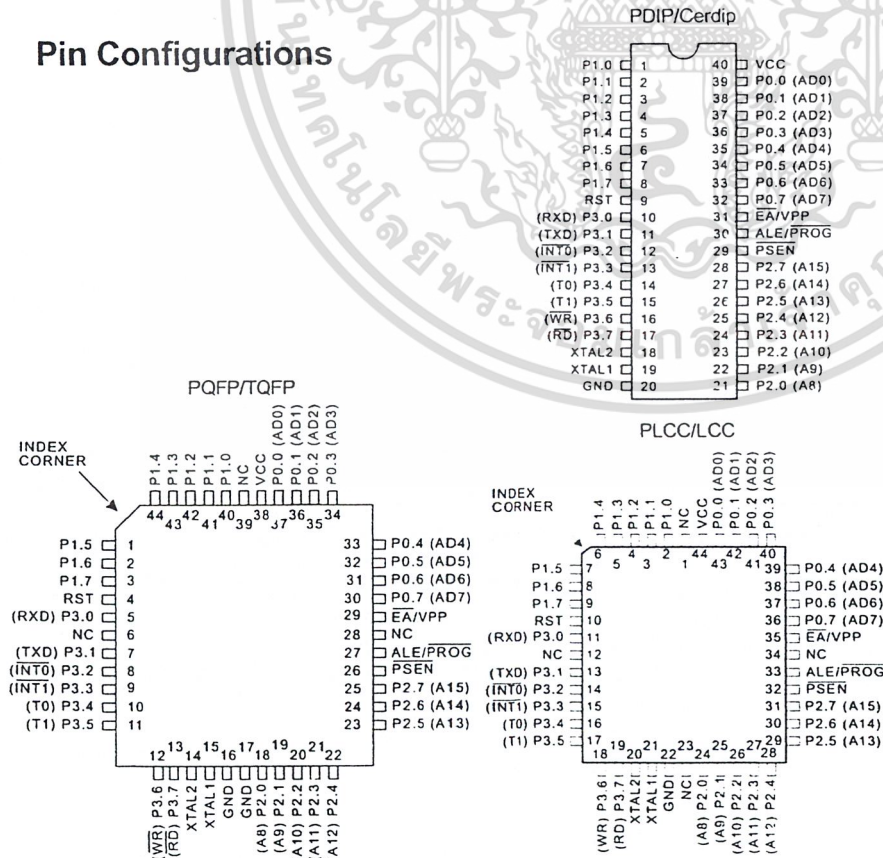 Pin Configurations
PDIP/Cerdip
P1.0 1 40 VCC
P1.1 2 39 P0.0 (AD0)
P1.2 3 38 P0.1 (AD1)
P1.3 4 37 P0.2 (AD2)
P1.4 5 36 P0.3 (AD3)
P1.5 6 35 P0.4 (AD4)
P1.6 7 34 P0.5 (AD5)
P1.7 8 33 P0.6 (AD6)
RST 9 32 P0.7 (AD7)
(RXD) P3.0 10 31 E̅A̅/VPP
(TXD) P3.1 11 30 ALE/P̅R̅O̅G̅
(I̅N̅T̅0̅) P3.2 12 29 P̅S̅E̅N̅
(I̅N̅T̅1̅) P3.3 13 28 P2.7 (A15)
(T0) P3.4 14 27 P2.6 (A14)
(T1) P3.5 15 26 P2.5 (A13)
(W̅R̅) P3.6 16 25 P2.4 (A12)
(R̅D̅) P3.7 17 24 P2.3 (A11)
XTAL2 18 23 P2.2 (A10)
XTAL1 19 22 P2.1 (A9)
GND 20 21 P2.0 (A8)
PQFP/TQFP
INDEX
CORNER
P1.4 P1.3 P1.2 P1.1 P1.0 NC VCC P0.0 (AD0) P0.1 (AD1) P0.2 (AD2) P0.3 (AD3)
44 43 42 41 40 39 38 37 36 35 34
P1.5 1 33 P0.4 (AD4)
P1.6 2 32 P0.5 (AD5)
P1.7 3 31 P0.6 (AD6)
RST 4 30 P0.7 (AD7)
(RXD) P3.0 5 29 E̅A̅/VPP
NC 6 28 NC
(TXD) P3.1 7 27 ALE/P̅R̅O̅G̅
(I̅N̅T̅0̅) P3.2 8 26 P̅S̅E̅N̅
(I̅N̅T̅1̅) P3.3 9 25 P2.7 (A15)
(T0) P3.4 10 24 P2.6 (A14)
(T1) P3.5 11 23 P2.5 (A13)
12 13 14 15 16 17 18 19 20 21 22
(W̅R̅) P3.6 (R̅D̅) P3.7 XTAL2 XTAL1 GND GND (A8) P2.0 (A9) P2.1 (A10) P2.2 (A11) P2.3 (A12) P2.4
PLCC/LCC
INDEX
CORNER
P1.4 P1.3 P1.2 P1.1 P1.0 NC VCC P0.0 (AD0) P0.1 (AD1) P0.2 (AD2) P0.3 (AD3)
6 5 4 3 2 1 44 43 42 41 40
P1.5 7 39 P0.4 (AD4)
P1.6 8 38 P0.5 (AD5)
P1.7 9 37 P0.6 (AD6)
RST 10 36 P0.7 (AD7)
(RXD) P3.0 11 35 E̅A̅/VPP
NC 12 34 NC
(TXD) P3.1 13 33 ALE/P̅R̅O̅G̅
(I̅N̅T̅0̅) P3.2 14 32 P̅S̅E̅N̅
(I̅N̅T̅1̅) P3.3 15 31 P2.7 (A15)
(T0) P3.4 16 30 P2.6 (A14)
(T1) P3.5 17 29 P2.5 (A13)
18 19 20 21 22 23 24 25 26 27 28
(WR) P3.6 (RD) P3.7 XTAL2 XTAL1 GND NC (A8) P2.0 (A9) P2.1 (A10) P2.2 (A11) P2.3 (A12) P2.4